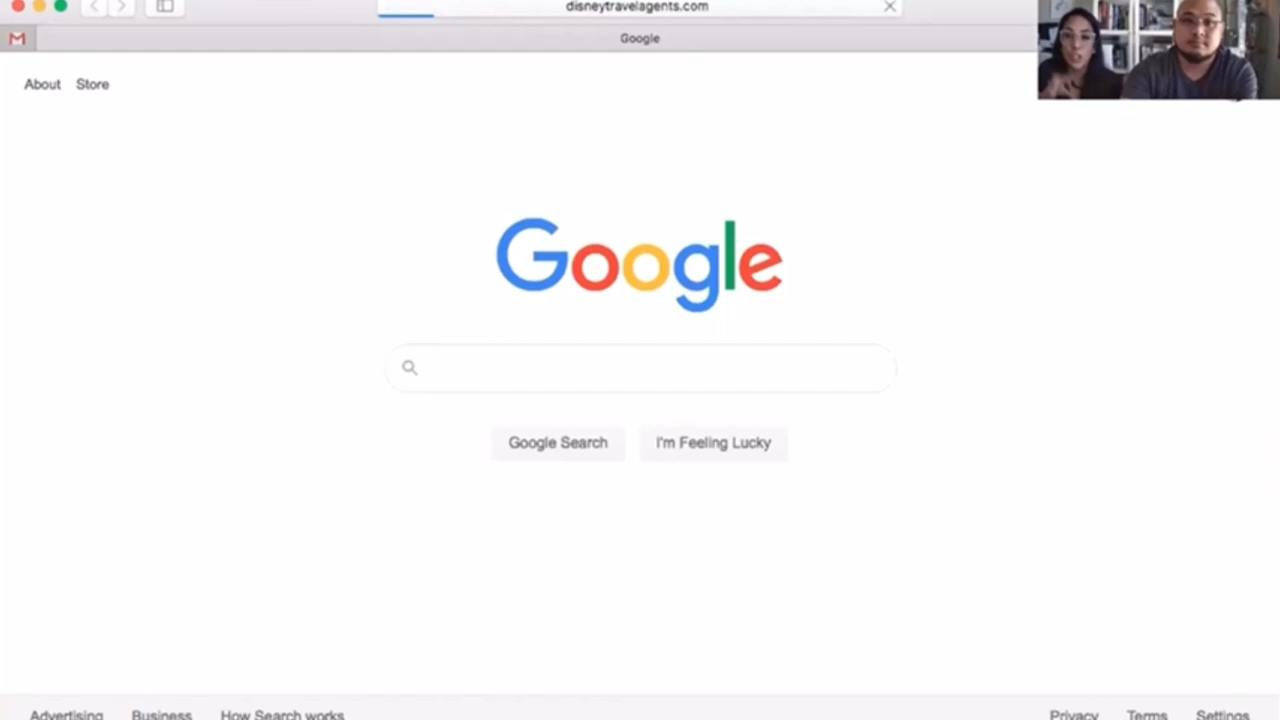 disneytravelagents.com
Google
About Store
Google
Google Search I'm Feeling Lucky
Advertising Business How Search works Privacy Terms Settings